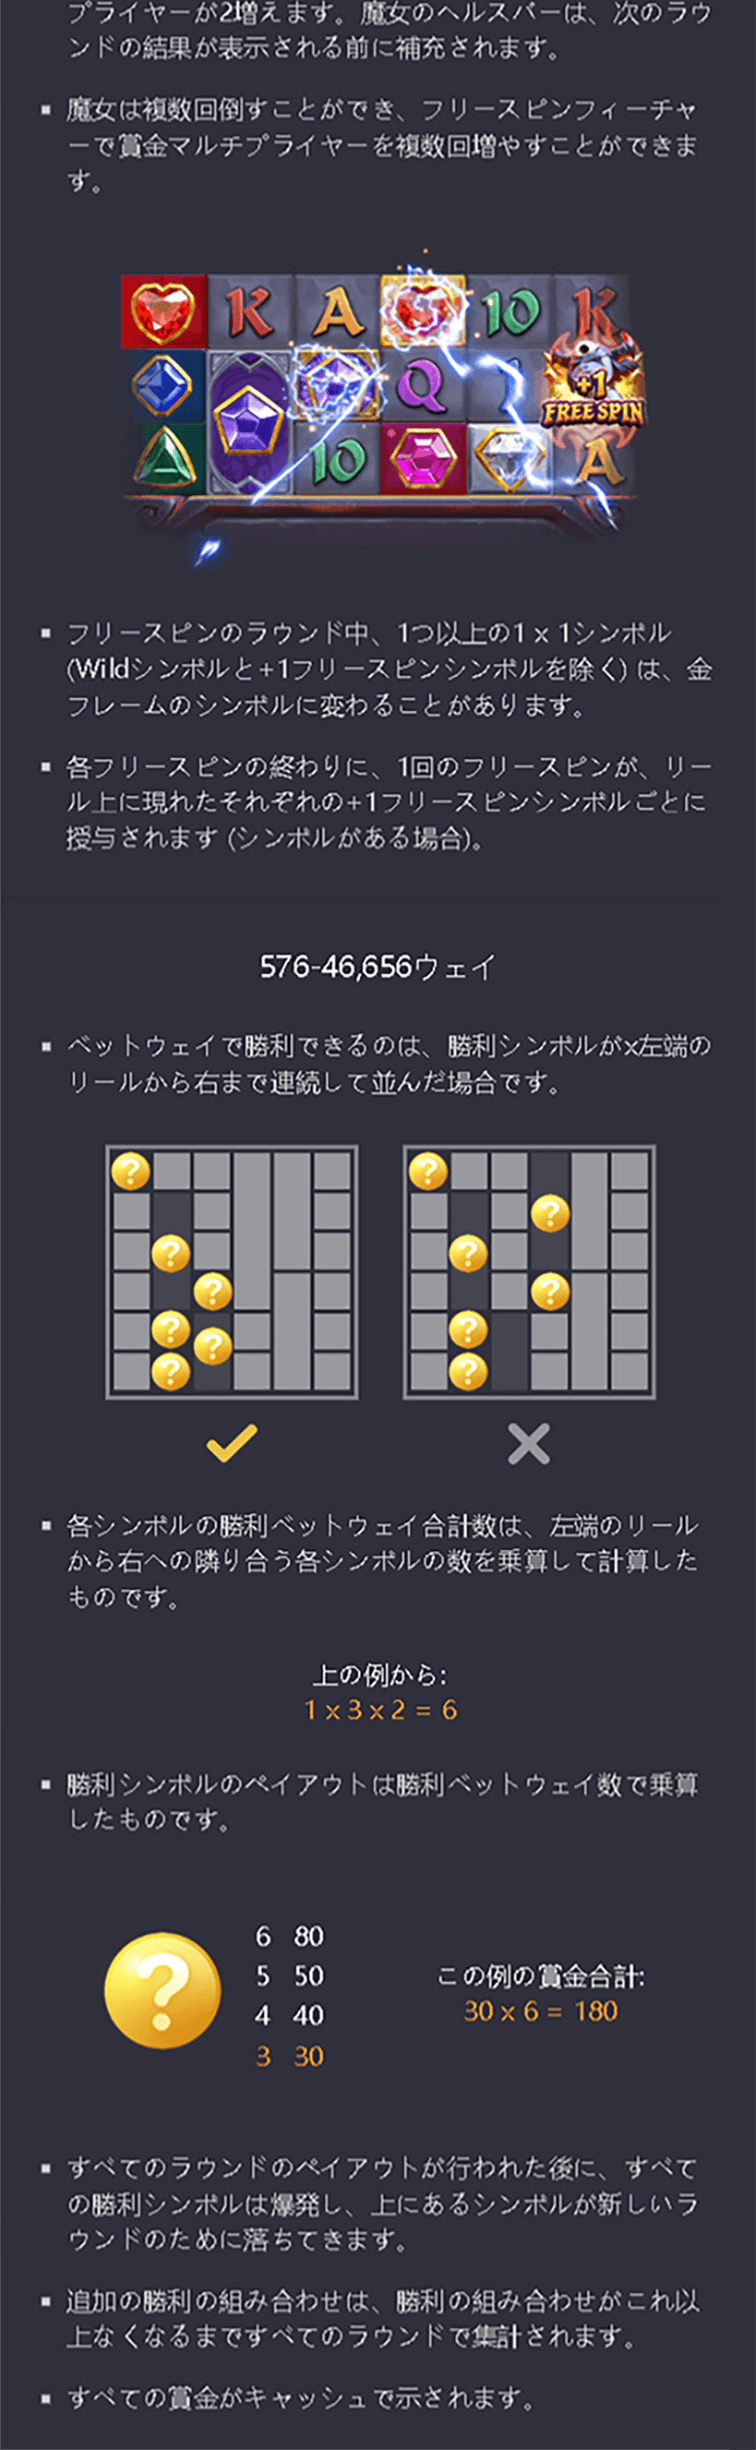 プライヤーが2増えます。魔女のヘルスバーは、次のラウ
ンドの結果が表示される前に補充されます。
魔女は複数回倒すことができ、フリースピンフィーチャ
ーで賞金マルチプライヤーを複数回増やすことができま
す。
K A 10 K
Q
+1
FREE SPIN
10 A
フリースピンのラウンド中、1つ以上の1 x 1シンボル
(Wildシンボルと+1フリースピンシンボルを除く) は、金
フレームのシンボルに変わることがあります。
各フリースピンの終わりに、1回のフリースピンが、リー
ル上に現れたそれぞれの+1フリースピンシンボルごとに
授与されます (シンボルがある場合)。
576-46,656ウェイ
ベットウェイで勝利できるのは、勝利シンボルがx左端の
リールから右まで連続して並んだ場合です。
? ?
?
? ?
? ?
? ?
?
? ?
各シンボルの勝利ベットウェイ合計数は、左端のリール
から右への隣り合う各シンボルの数を乗算して計算した
ものです。
上の例から:
1 x 3 x 2 = 6
勝利シンボルのペイアウトは勝利ベットウェイ数で乗算
したものです。
?
6 80
5 50
4 40
3 30
この例の賞金合計:
30 x 6 = 180
すべてのラウンドのペイアウトが行われた後に、すべて
の勝利シンボルは爆発し、上にあるシンボルが新しいラ
ウンドのために落ちてきます。
追加の勝利の組み合わせは、勝利の組み合わせがこれ以
上なくなるまですべてのラウンドで集計されます。
すべての賞金がキャッシュで示されます。